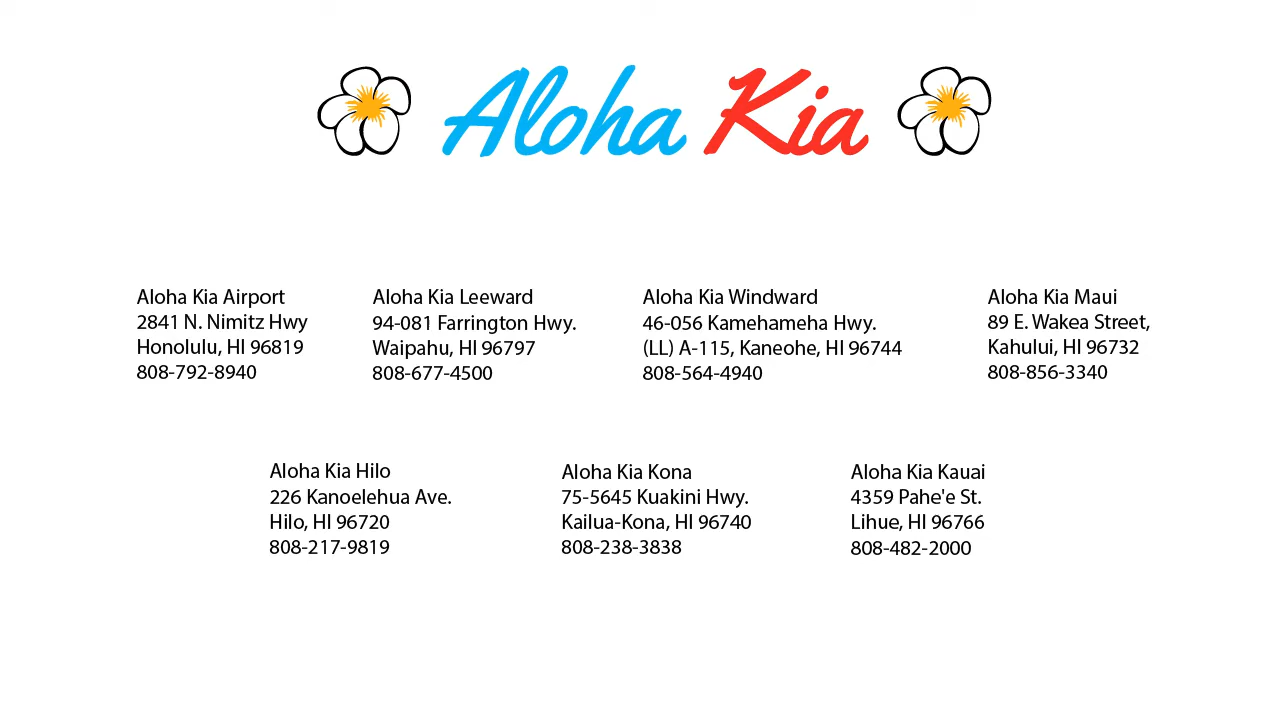 Aloha Kia
Aloha Kia Airport
2841 N. Nimitz Hwy
Honolulu, HI 96819
808-792-8940
Aloha Kia Leeward
94-081 Farrington Hwy.
Waipahu, HI 96797
808-677-4500
Aloha Kia Windward
46-056 Kamehameha Hwy.
(LL) A-115, Kaneohe, HI 96744
808-564-4940
Aloha Kia Maui
89 E. Wakea Street,
Kahului, HI 96732
808-856-3340
Aloha Kia Hilo
226 Kanoelehua Ave.
Hilo, HI 96720
808-217-9819
Aloha Kia Kona
75-5645 Kuakini Hwy.
Kailua-Kona, HI 96740
808-238-3838
Aloha Kia Kauai
4359 Pahe'e St.
Lihue, HI 96766
808-482-2000